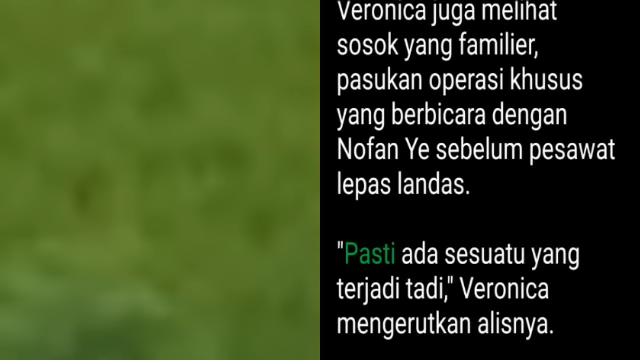 Veronica juga melihat
sosok yang familier,
pasukan operasi khusus
yang berbicara dengan
Nofan Ye sebelum pesawat
lepas landas.
"Pasti ada sesuatu yang
terjadi tadi," Veronica
mengerutkan alisnya.